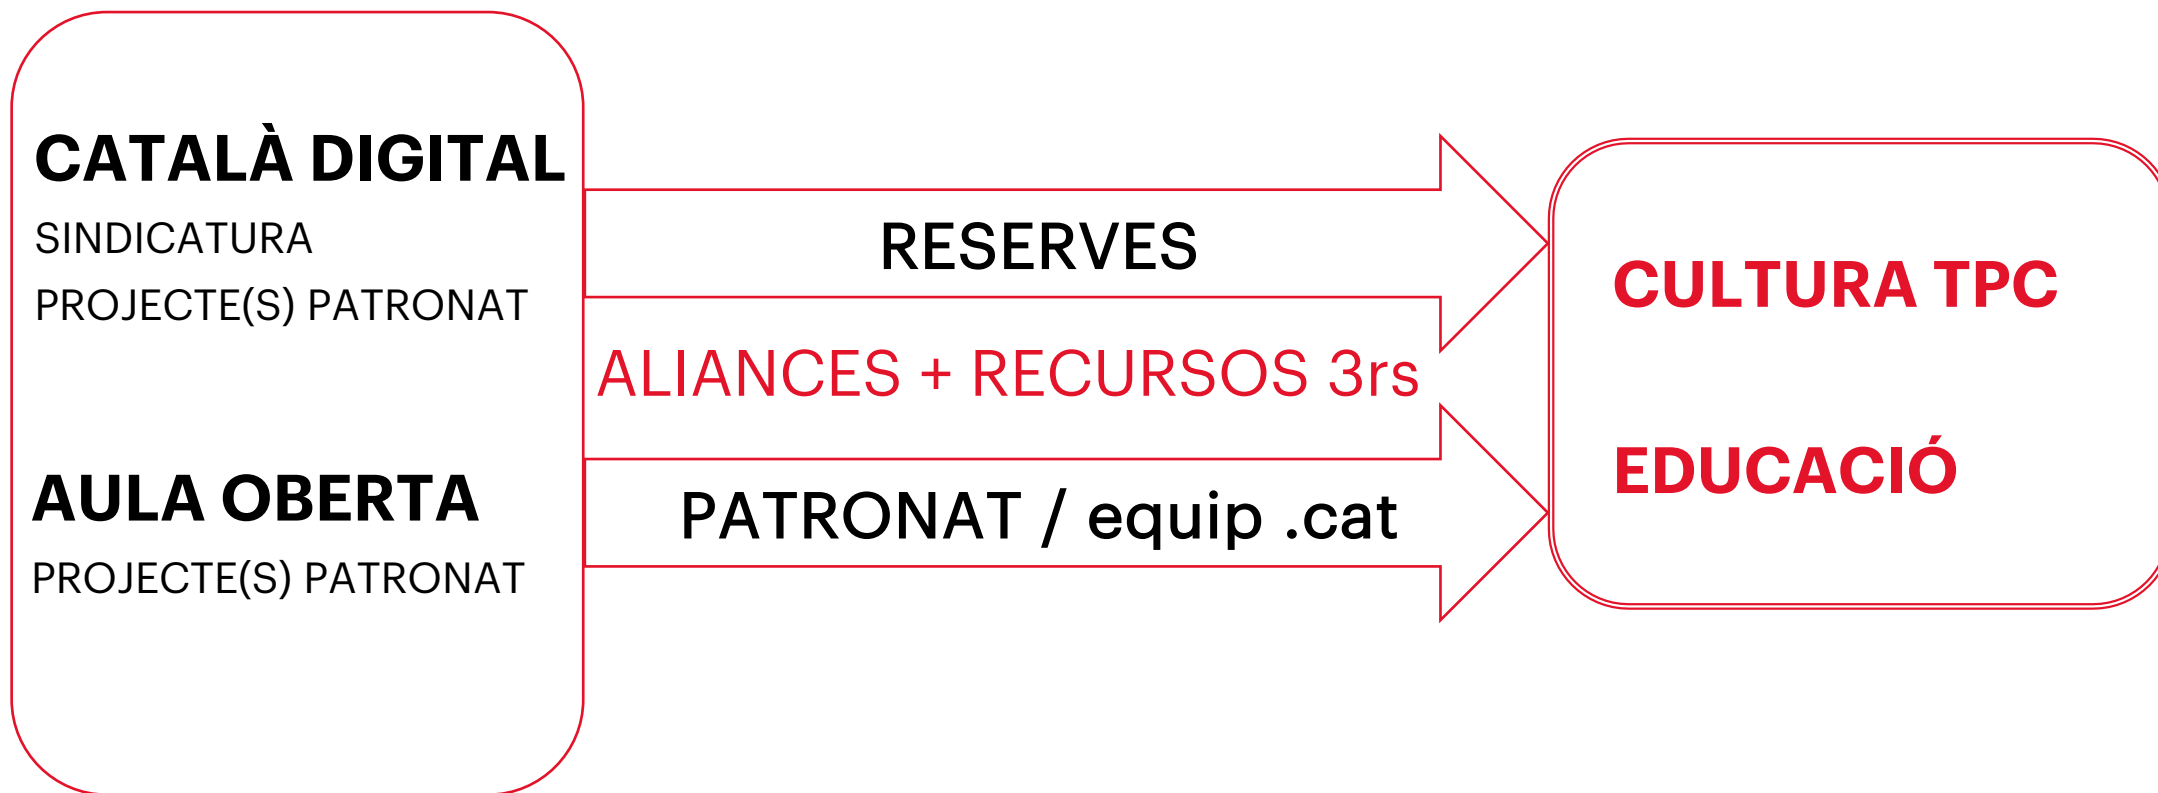 CATALÀ DIGITAL
SINDICATURA
PROJECTE(S) PATRONAT
AULA OBERTA
PROJECTE(S) PATRONAT
RESERVES
ALIANCES + RECURSOS 3rs
PATRONAT / equip .cat
CULTURA TPC
EDUCACIÓ